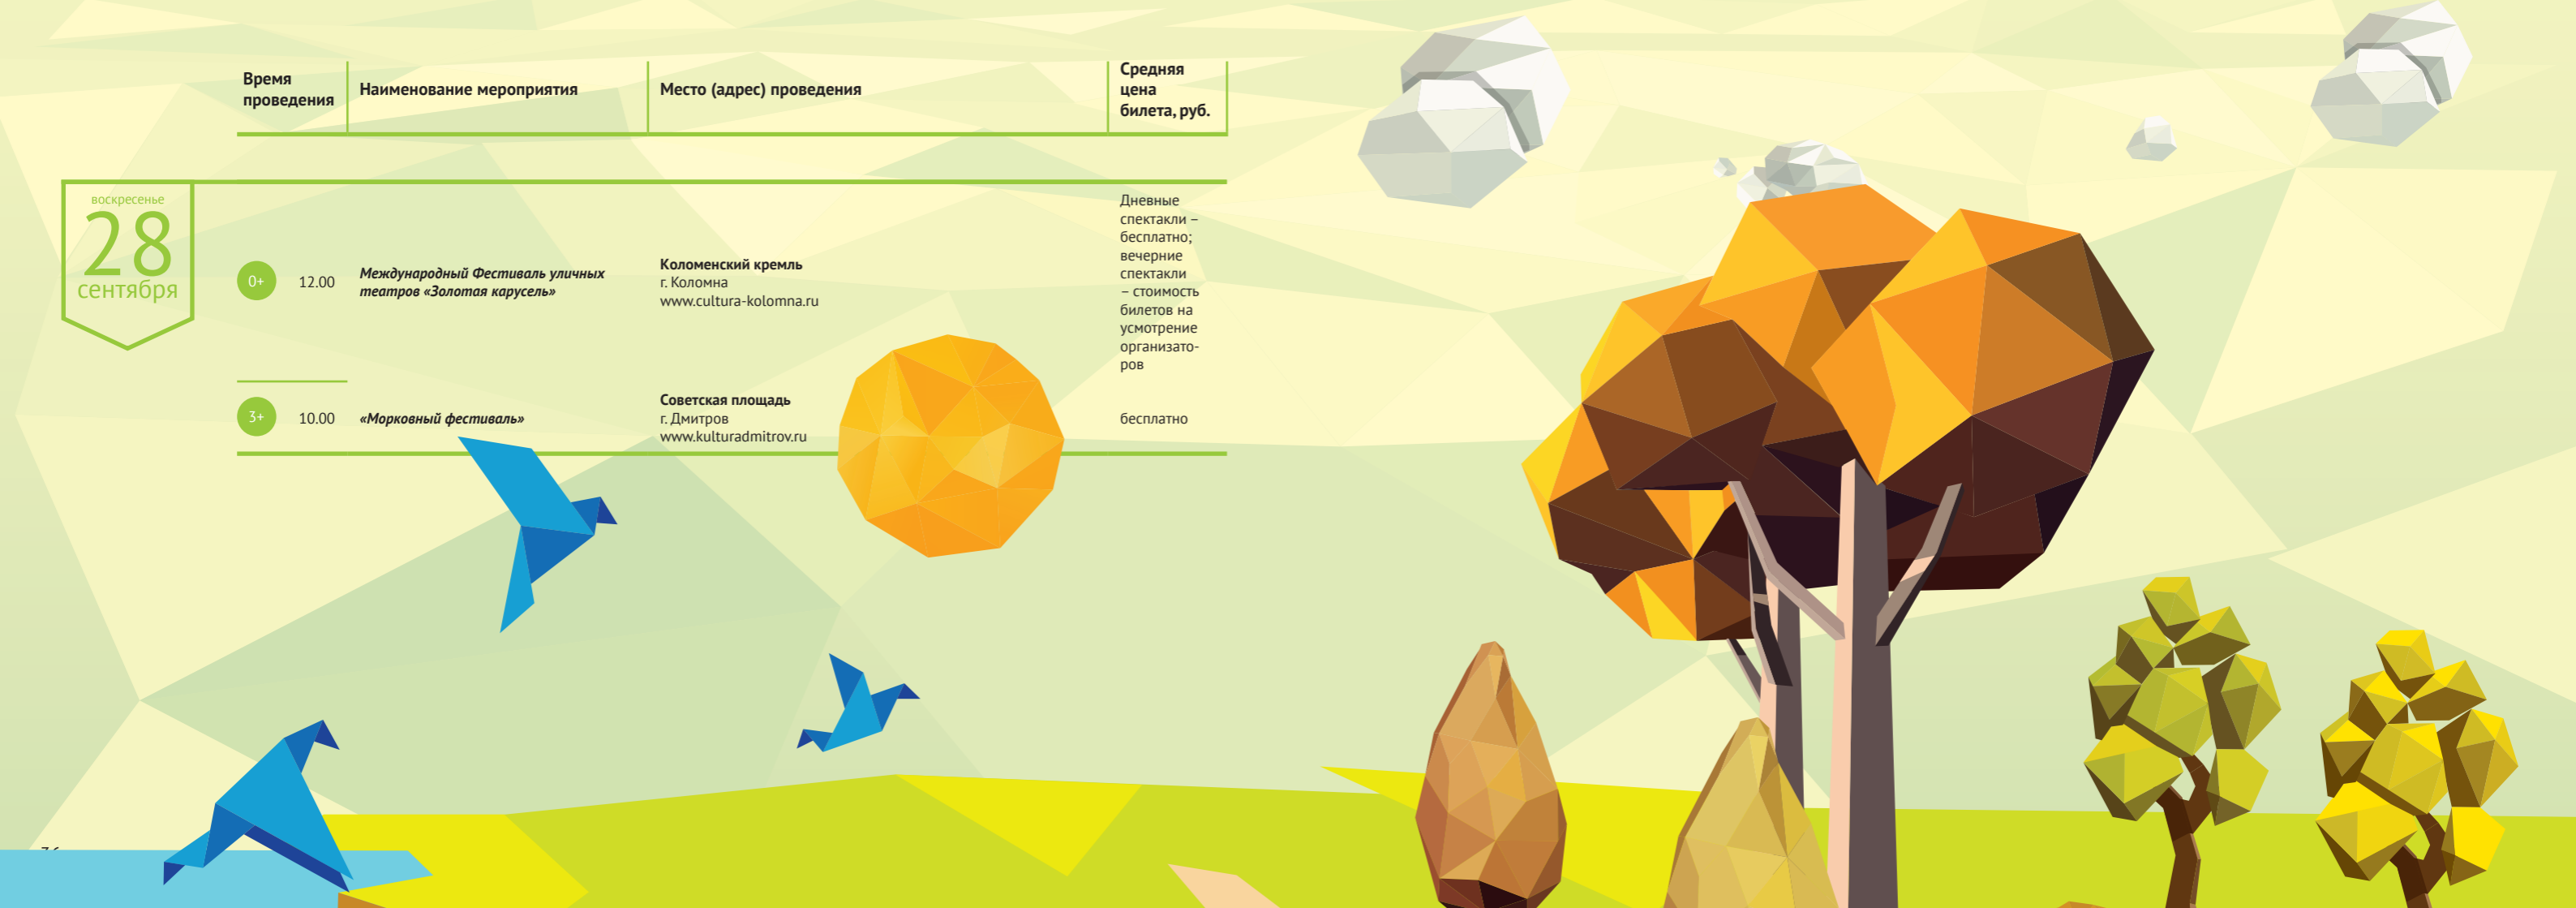 Время
проведения
Наименование мероприятия
Место (адрес) проведения
Средняя
цена
билета, руб.
воскресенье
28
сентября
0+
12.00
Международный Фестиваль уличных
театров «Золотая карусель»
Коломенский кремль
г. Коломна
www.cultura-kolomna.ru
Дневные
спектакли –
бесплатно;
вечерние
спектакли
– стоимость
билетов на
усмотрение
организато-
ров
3+
10.00
«Морковный фестиваль»
Советская площадь
г. Дмитров
www.kulturadmitrov.ru
бесплатно